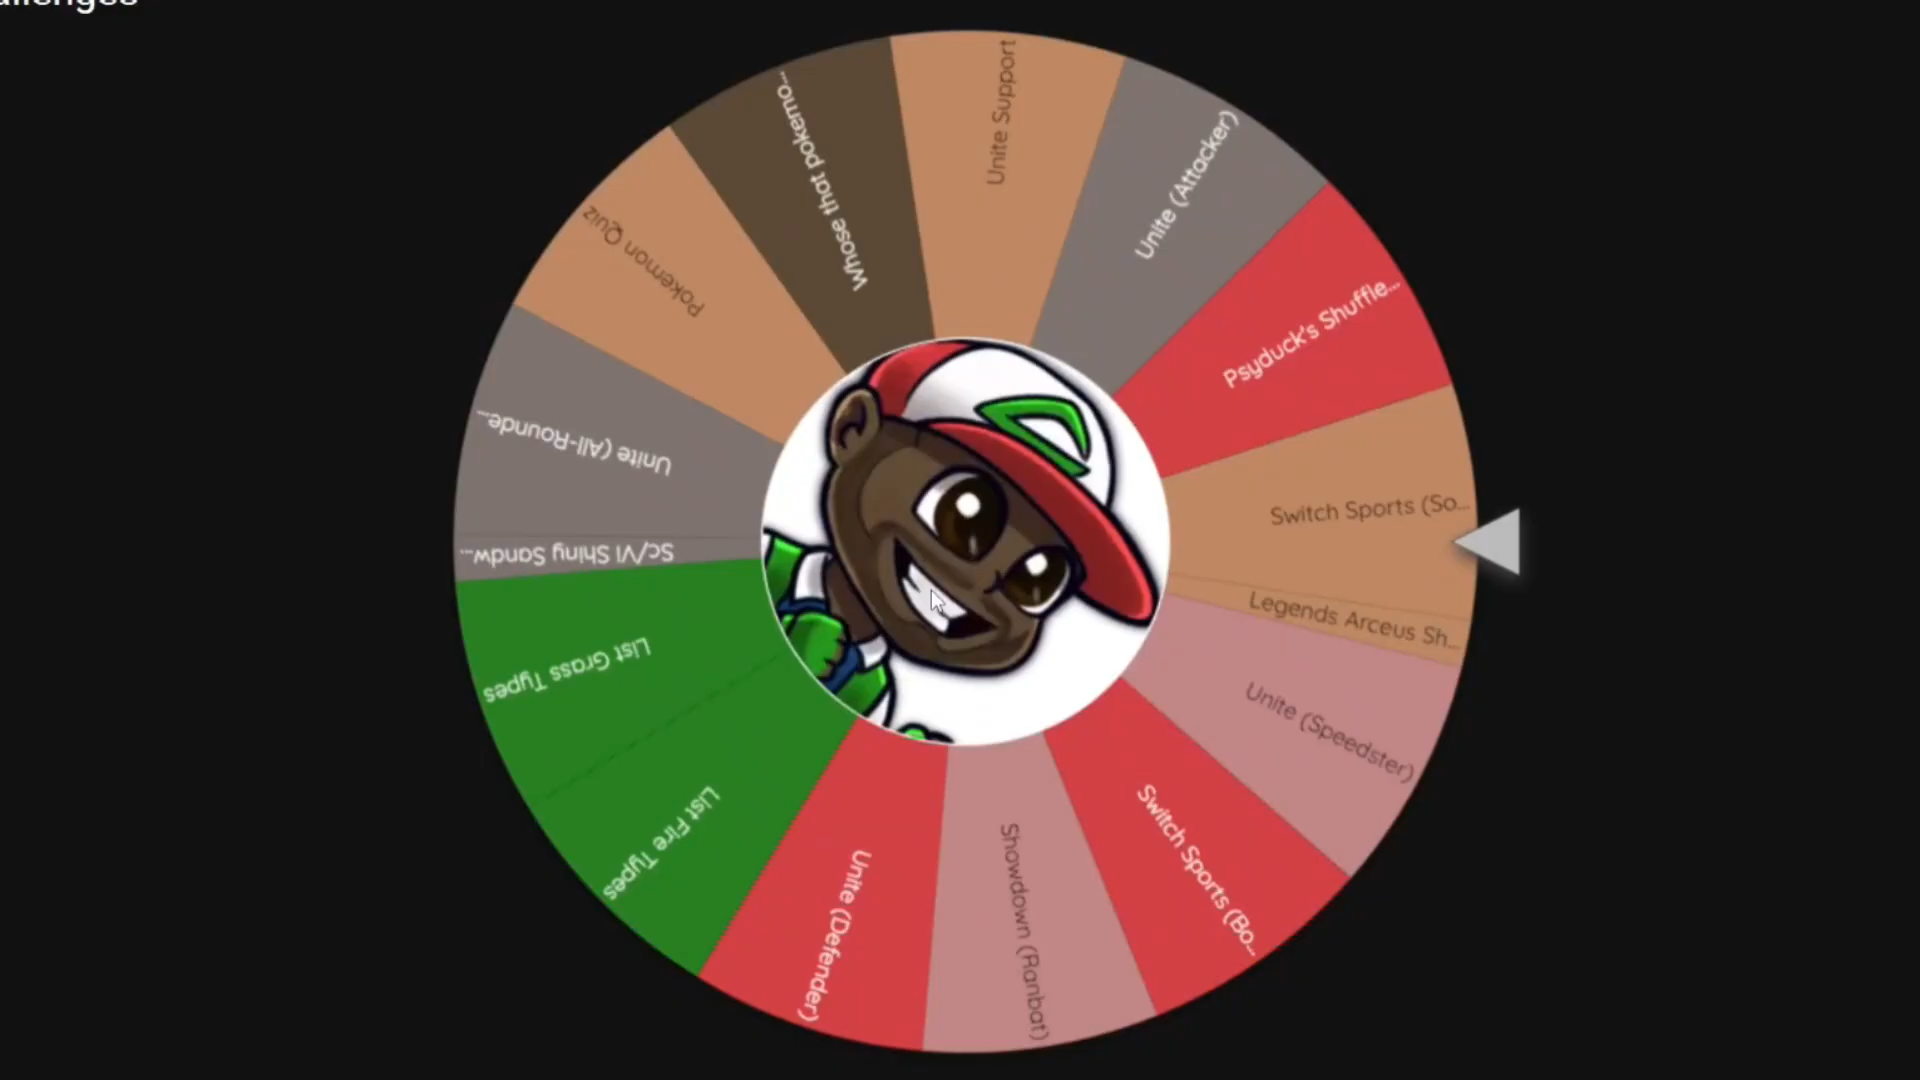 Unite Support
Unite (Attacker)
Psyduck's Shuffle...
Switch Sports (So...
Legends Arceus Sh...
Unite (Speedster)
Switch Sports (Bo...
Showdown (Ranbat)
Unite (Defender)
List Fire Types
List Grass Types
Sc/Vi Shiny Sandw...
Unite (All-Rounde...
Pokemon Quiz
Whose that pokemo...